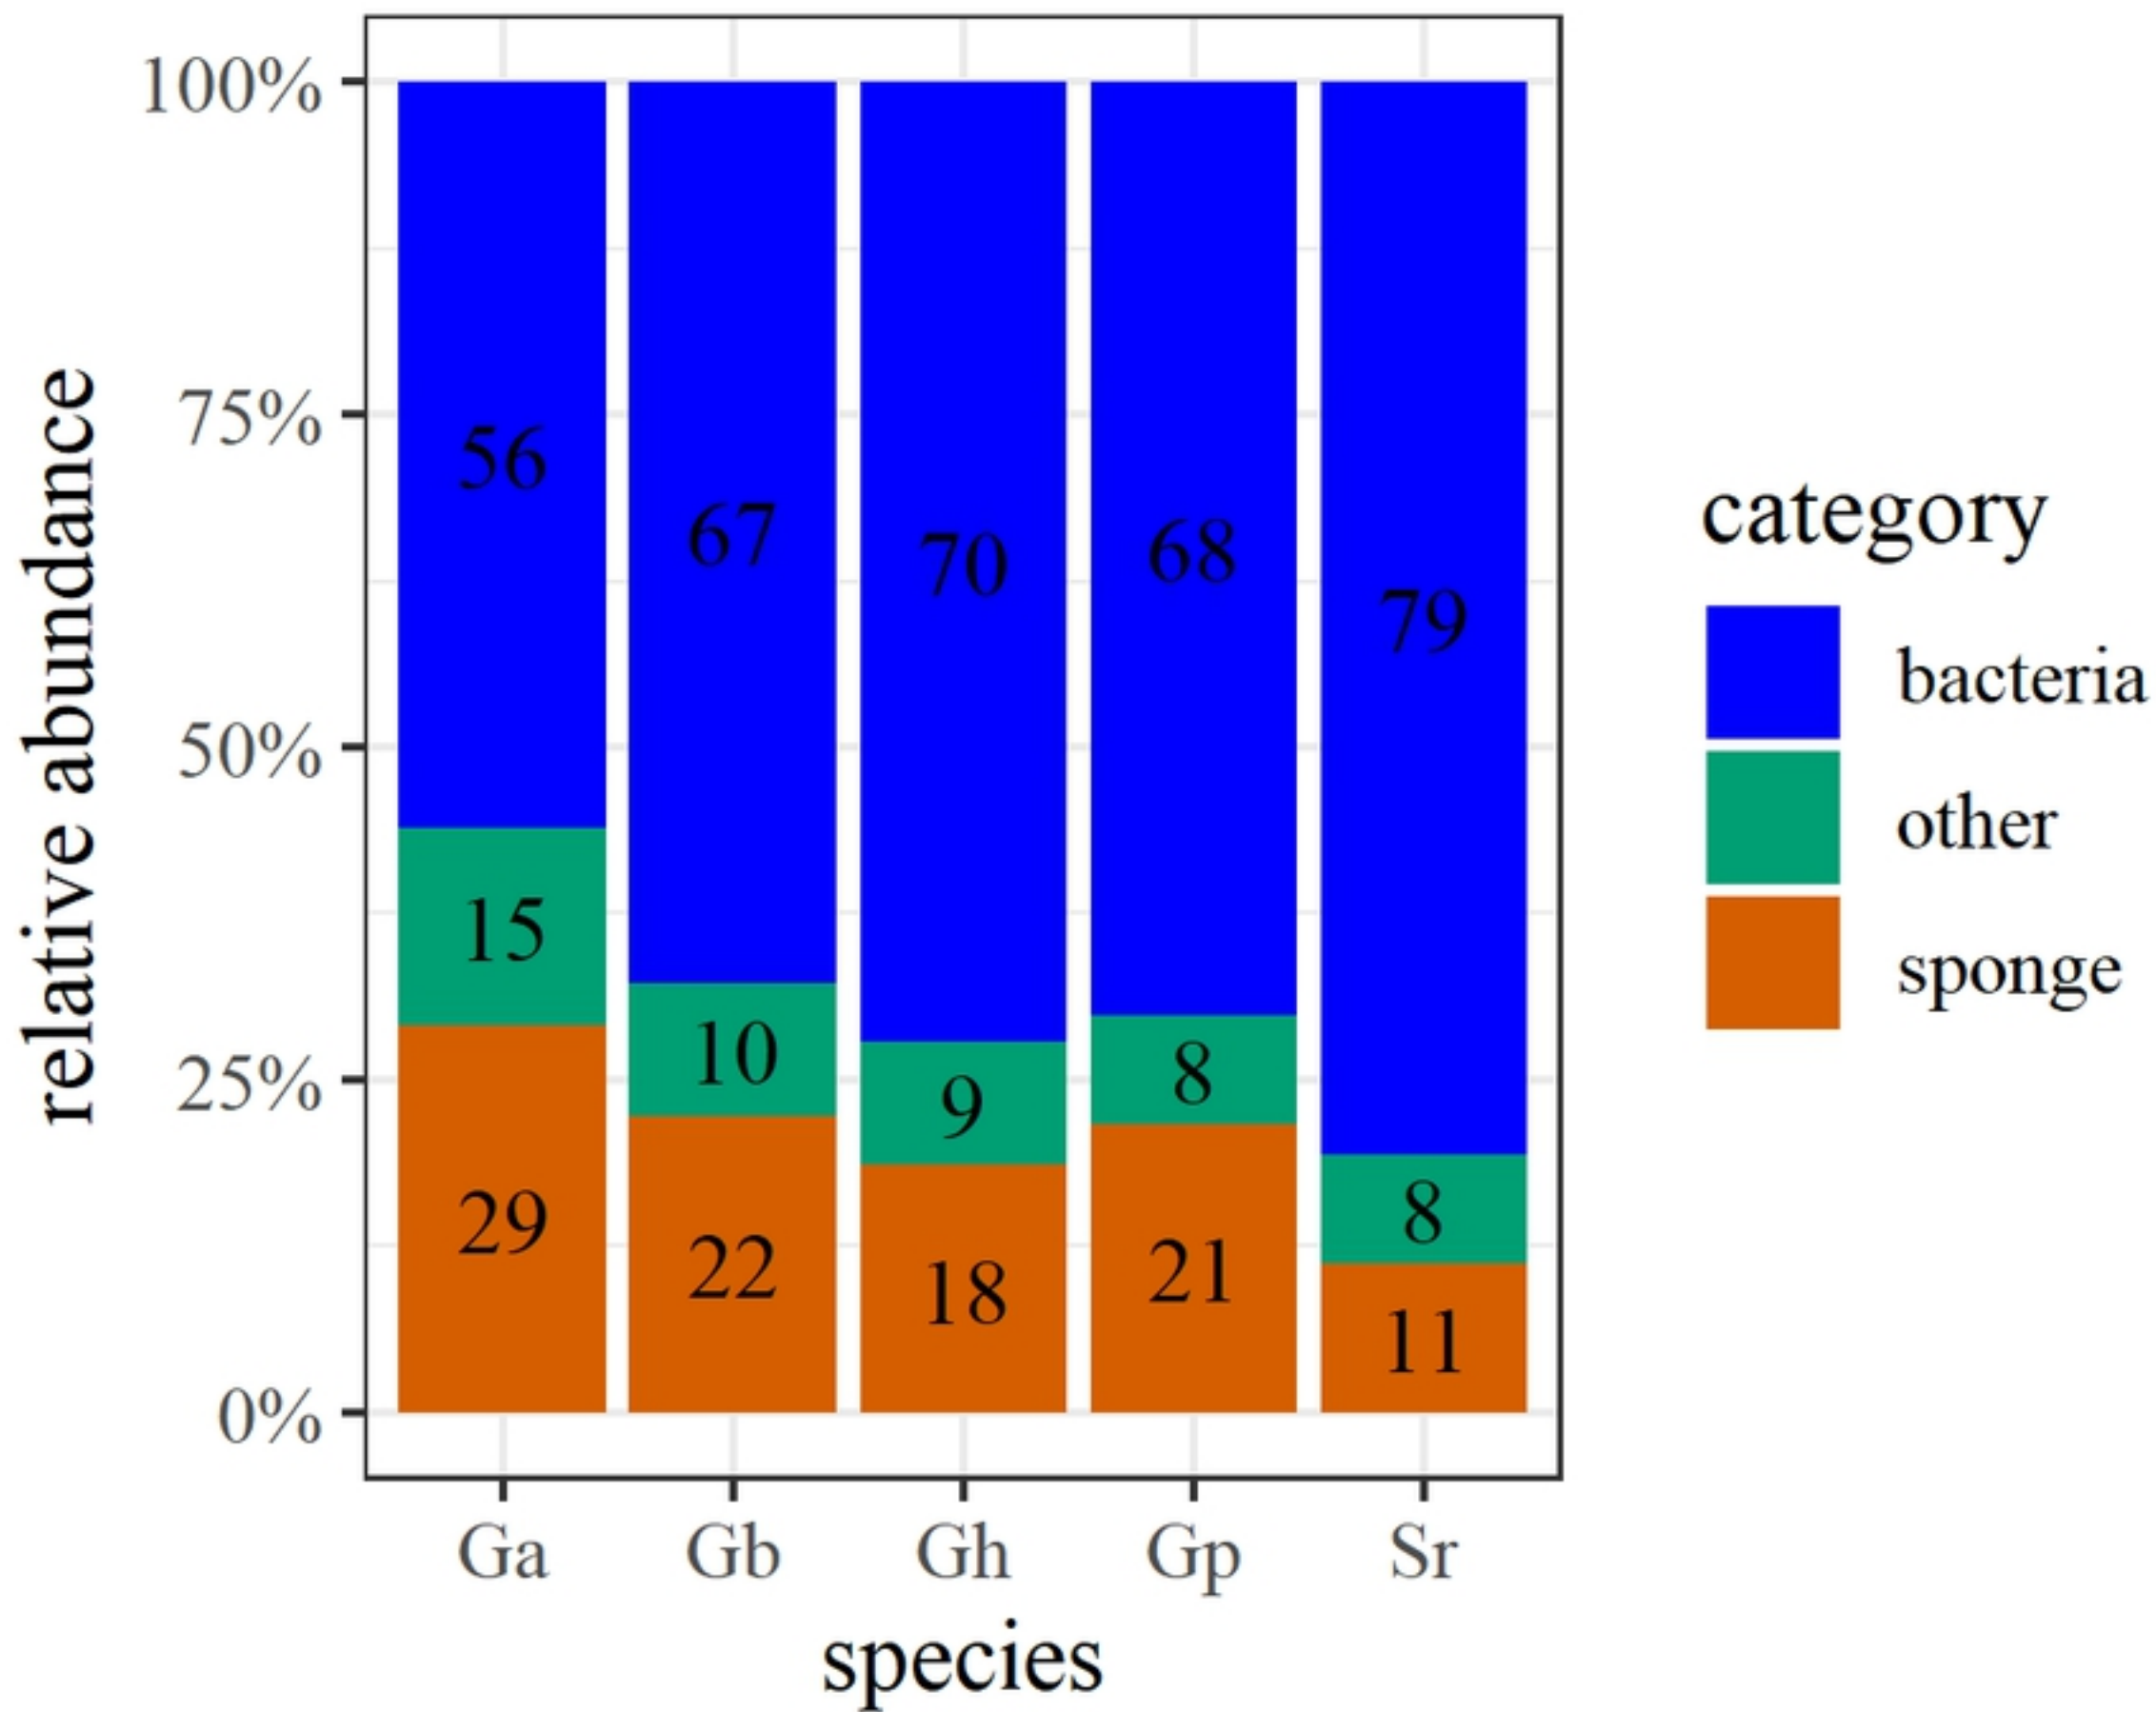 relative abundance
100%
75%
50%
25%
0%
56
67
70
68
79
15
10
9
8
8
29
22
18
21
11
Ga
Gb
Gh
Gp
Sr
species
category
bacteria
other
sponge